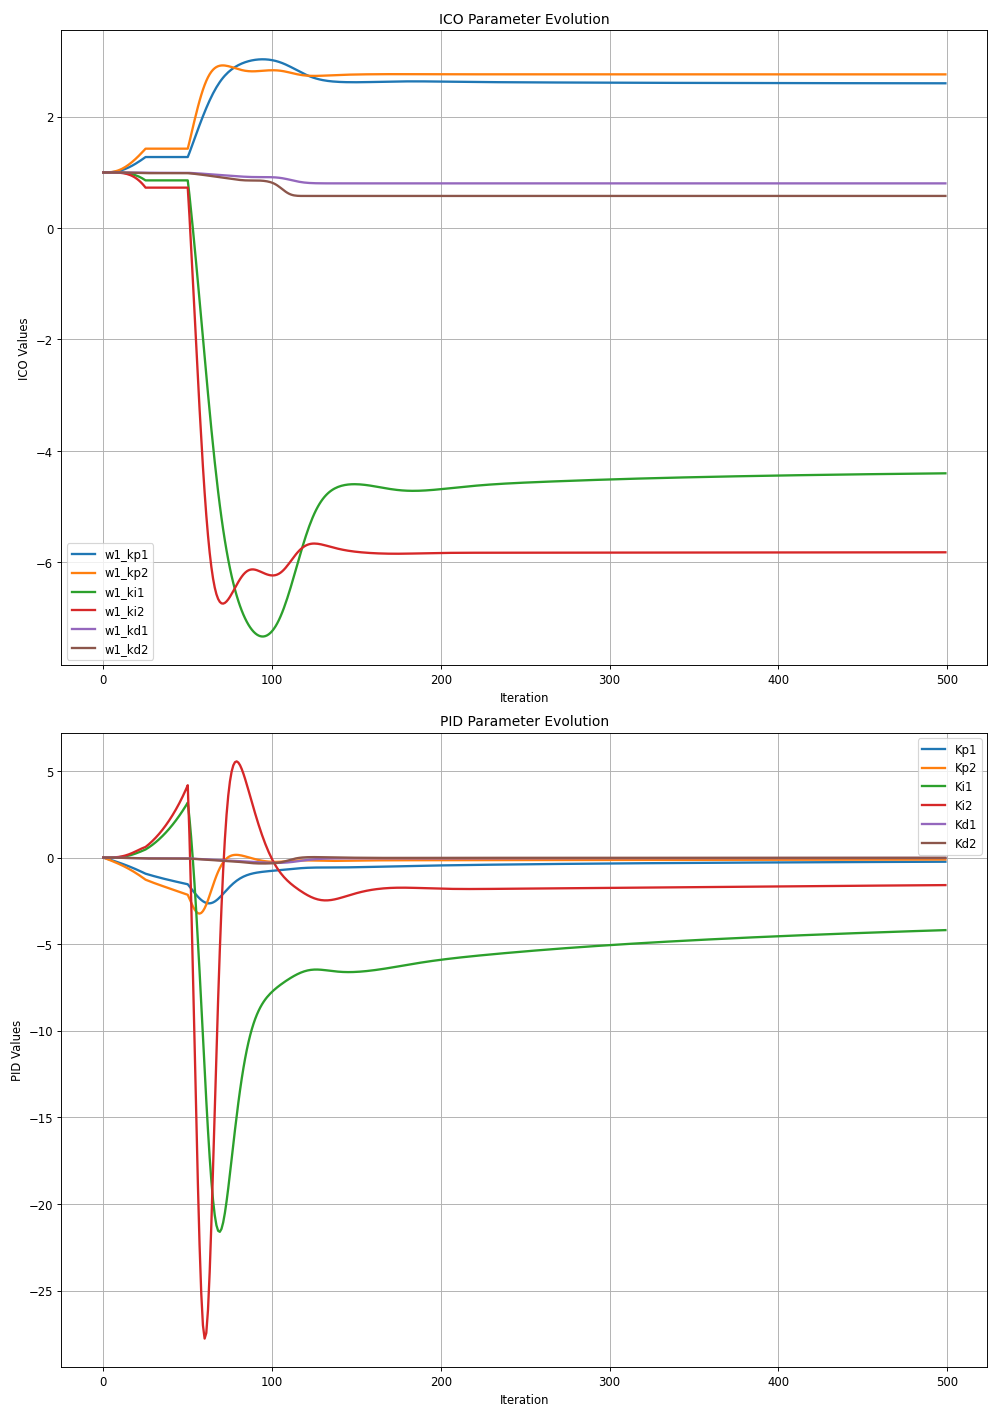 ICO Parameter Evolution
ICO Values
2
0
−2
−4
−6
w1_kp1
w1_kp2
w1_ki1
w1_ki2
w1_kd1
w1_kd2
0 100 200 300 400 500
Iteration
PID Parameter Evolution
PID Values
5
0
−5
−10
−15
−20
−25
Kp1
Kp2
Ki1
Ki2
Kd1
Kd2
0 100 200 300 400 500
Iteration